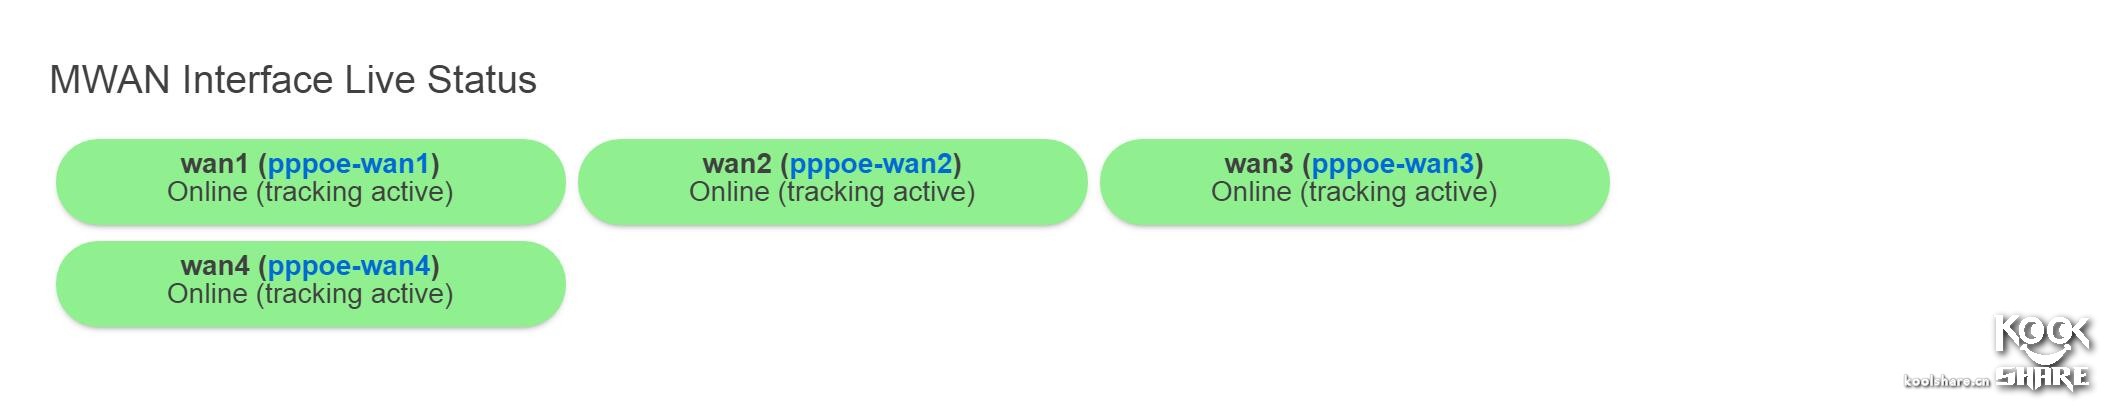 MWAN Interface Live Status
wan1 (pppoe-wan1)
Online (tracking active)
wan2 (pppoe-wan2)
Online (tracking active)
wan3 (pppoe-wan3)
Online (tracking active)
wan4 (pppoe-wan4)
Online (tracking active)
KOOL
koolshare.cn SHARE